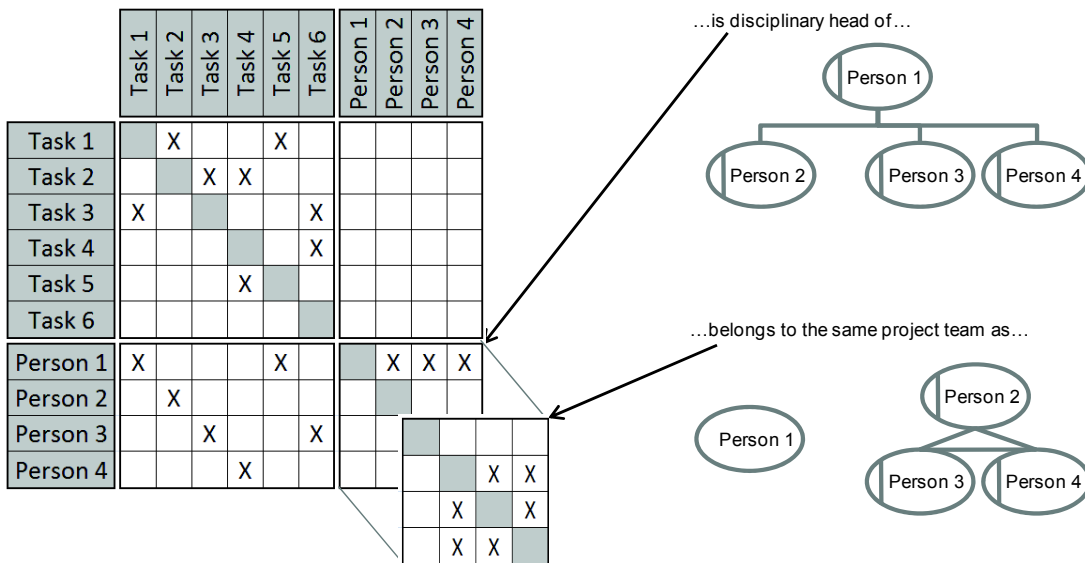 …is disciplinary head of…
Task 1 Task 2 Task 3 Task 4 Task 5 Task 6 Person 1 Person 2 Person 3 Person 4
Person 1
Person 2 Person 3 Person 4
Task 1 X X
Task 2 X X
Task 3 X X
Task 4 X
Task 5 X
Task 6
…belongs to the same project team as…
Person 1 X X X X X
Person 2 X
Person 3 X X
Person 4 X
X X
X X
X X
Person 2
Person 1
Person 3 Person 4